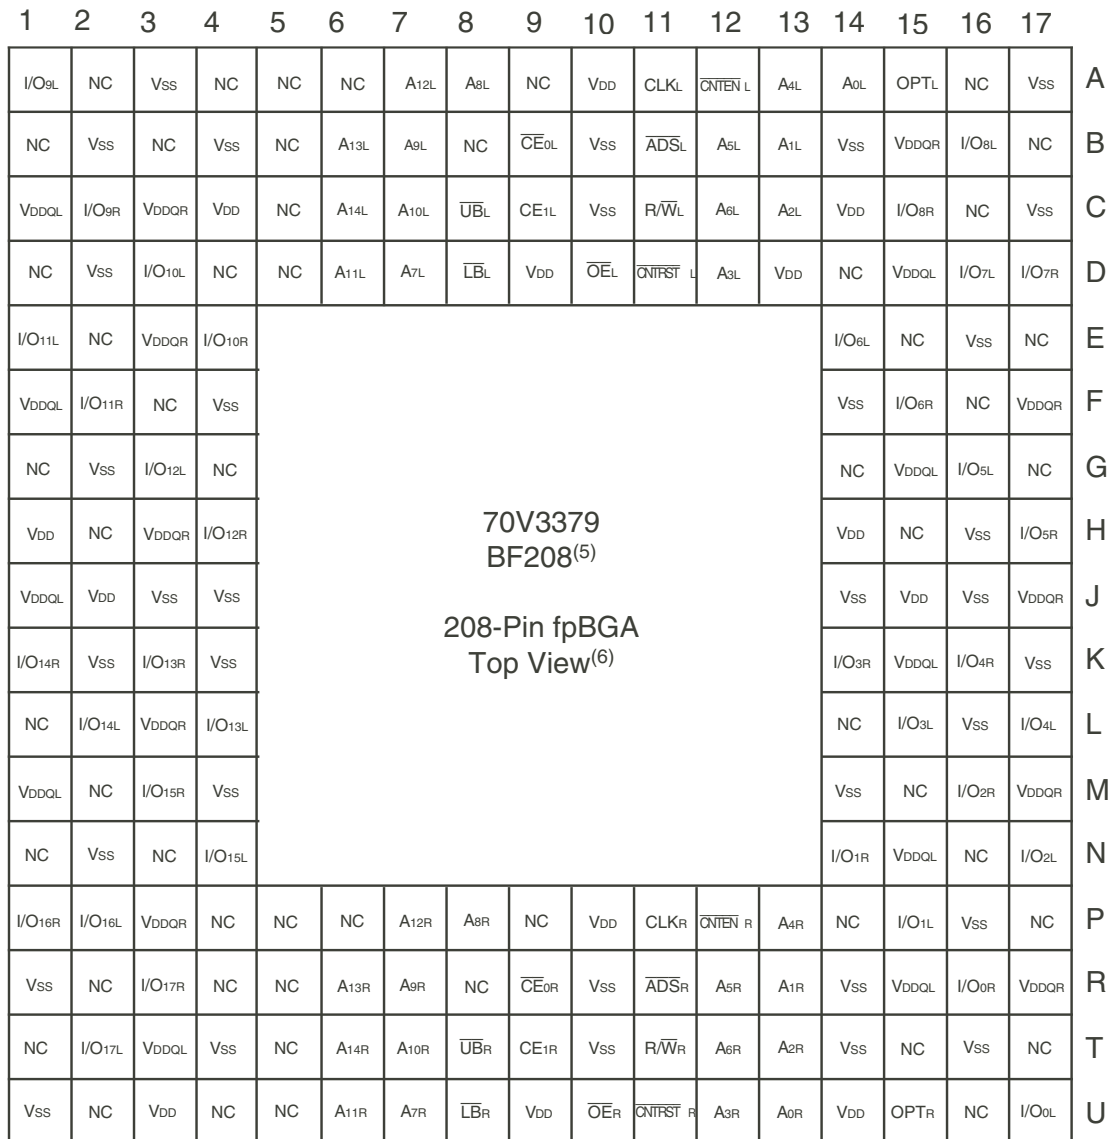 1 2 3 4 5 6 7 8 9 10 11 12 13 14 15 16 17
I/O9L NC VSS NC NC NC A12L A8L NC VDD CLKL CNTEN L A4L A0L OPTL NC VSS A
NC VSS NC VSS NC A13L A9L NC CE0L VSS ADSL A5L A1L VSS VDDQR I/O8L NC B
VDDQL I/O9R VDDQR VDD NC A14L A10L UBL CE1L VSS R/WL A6L A2L VDD I/O8R NC VSS C
NC VSS I/O10L NC NC A11L A7L LBL VDD OEL CNTRST L A3L VDD NC VDDQL I/O7L I/O7R D
I/O11L NC VDDQR I/O10R I/O6L NC VSS NC E
VDDQL I/O11R NC VSS VSS I/O6R NC VDDQR F
NC VSS I/O12L NC NC VDDQL I/O5L NC G
VDD NC VDDQR I/O12R VDD NC VSS I/O5R H
70V3379
BF208(5)
VDDQL VDD VSS VSS VSS VDD VSS VDDQR J
208-Pin fpBGA
Top View(6)
I/O14R VSS I/O13R VSS I/O3R VDDQL I/O4R VSS K
NC I/O14L VDDQR I/O13L NC I/O3L VSS I/O4L L
VDDQL NC I/O15R VSS VSS NC I/O2R VDDQR M
NC VSS NC I/O15L I/O1R VDDQL NC I/O2L N
I/O16R I/O16L VDDQR NC NC NC A12R A8R NC VDD CLKR CNTEN R A4R NC I/O1L VSS NC P
VSS NC I/O17R NC NC A13R A9R NC CE0R VSS ADSR A5R A1R VSS VDDQL I/O0R VDDQR R
NC I/O17L VDDQL VSS NC A14R A10R UBR CE1R VSS R/WR A6R A2R VSS NC VSS NC T
VSS NC VDD NC NC A11R A7R LBR VDD OER CNTRST R A3R A0R VDD OPTR NC I/O0L U